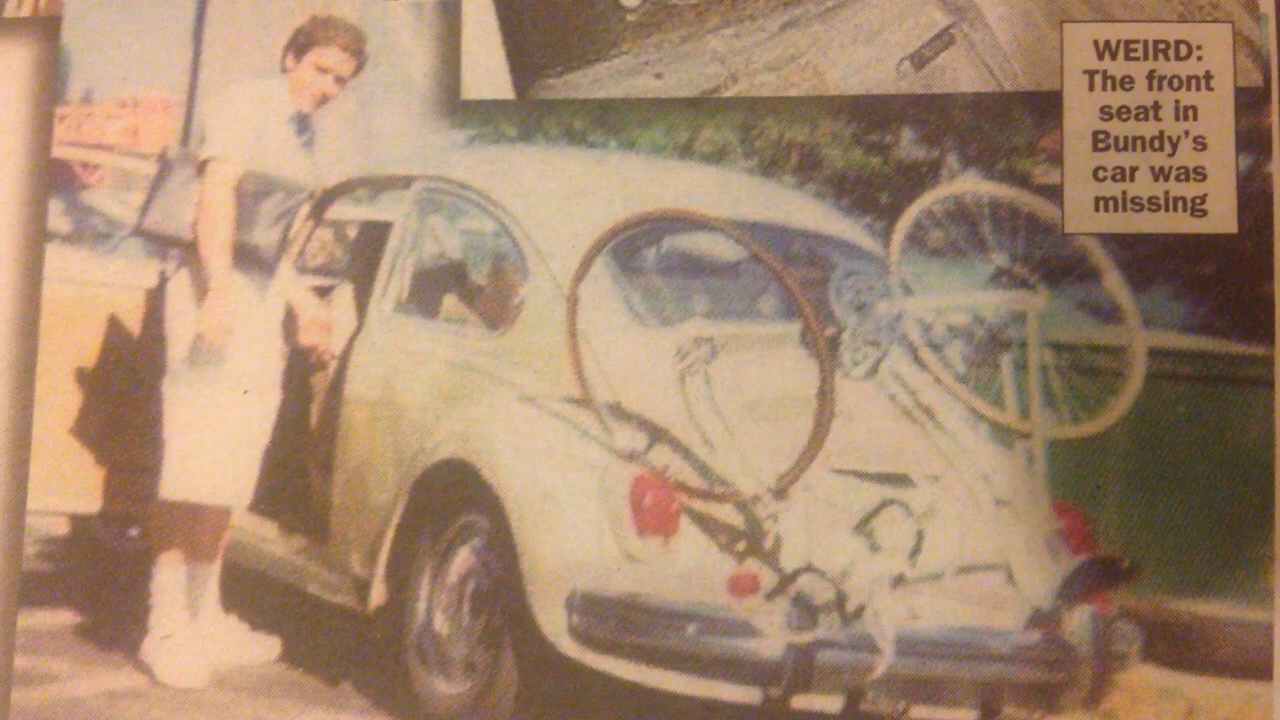 WEIRD:
The front
seat in
Bundy's
car was
missing